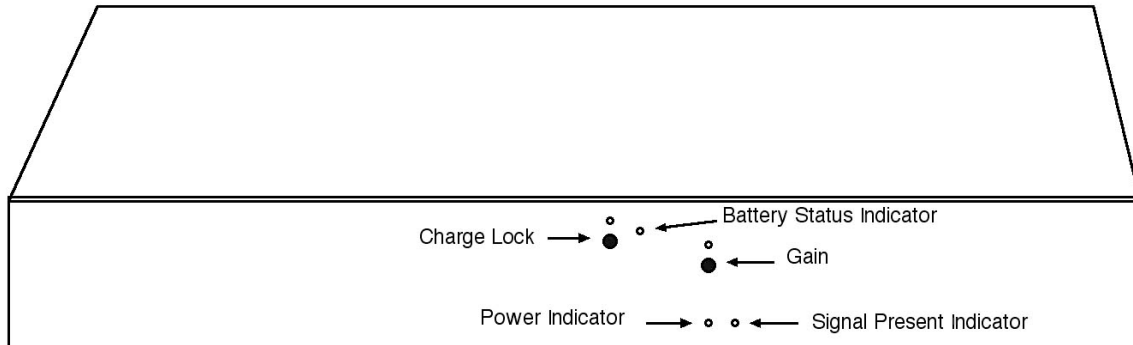 Battery Status Indicator
Charge Lock
Gain
Power Indicator
Signal Present Indicator